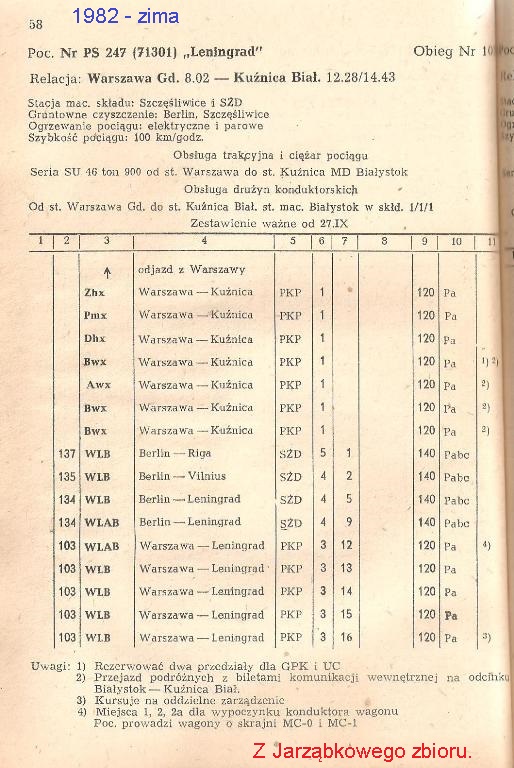 1982 - zima
58
Poc. Nr PS 247 (71301) „Leningrad" Obieg Nr 10
Relacja: Warszawa Gd. 8.02 — Kuźnica Biał. 12.28/14.43
Stacja mac. składu: Szczęśliwice i SŻD
Gruntowne czyszczenie: Berlin, Szczęśliwice
Ogrzewanie pociągu: elektryczne i parowe
Szybkość pociągu: 100 km/godz.
Obsługa trakcyjna i ciężar pociągu
Seria SU 46 ton 900 od st. Warszawa do st. Kuźnica MD Białystok
Obsługa drużyn konduktorskich
Od st. Warszawa Gd. do st. Kuźnica Biał. st. mac. Białystok w skłd. 1/1/1
Zestawienie ważne od 27.IX
1 2 3 4 5 6 7 8 9 10 11
↑ odjazd z Warszawy
Zhx Warszawa — Kuźnica PKP 1 120 Pa
Pmx Warszawa — Kuźnica PKP 1 120 Pa
Dhx Warszawa — Kuźnica PKP 1 120 Pa
Bwx Warszawa — Kuźnica PKP 1 120 Pa 1) 2)
Awx Warszawa — Kuźnica PKP 1 120 Pa 2)
Bwx Warszawa — Kuźnica PKP 1 120 Pa 2)
Bwx Warszawa — Kuźnica PKP 1 120 Pa 2)
137 WLB Berlin — Riga SŻD 5 1 140 Pabc
135 WLB Berlin — Vilnius SŻD 4 2 140 Pabc
134 WLB Berlin — Leningrad SŻD 4 5 140 Pabc
134 WLAB Berlin — Leningrad SŻD 4 9 140 Pabc
103 WLAB Warszawa — Leningrad PKP 3 12 120 Pa 4)
103 WLB Warszawa — Leningrad PKP 3 13 120 Pa
103 WLB Warszawa — Leningrad PKP 3 14 120 Pa
103 WLB Warszawa — Leningrad PKP 3 15 120 Pa
103 WLB Warszawa — Leningrad PKP 3 16 120 Pa 3)
Uwagi: 1) Rezerwować dwa przedziały dla GPK i UC
2) Przejazd podróżnych z biletami komunikacji wewnętrznej na odcinku
Białystok — Kuźnica Biał.
3) Kursuje na oddzielne zarządzenie
4) Miejsca 1, 2, 2a dla wypoczynku konduktora wagonu
Poc. prowadzi wagony o skrajni MC-0 i MC-1
Z Jarząbkowego zbioru.